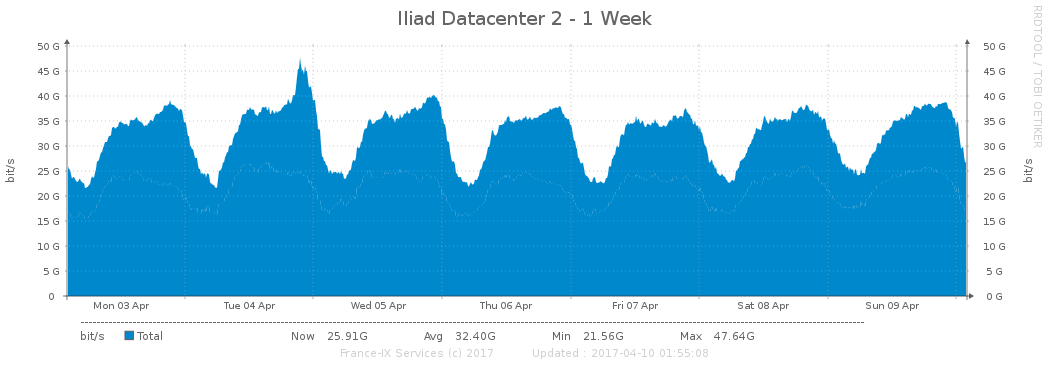 Iliad Datacenter 2 - 1 Week
RRDTOOL / TOBI OETIKER
bit/s
50 G 50 G
45 G 45 G
40 G 40 G
35 G 35 G
30 G 30 G
25 G 25 G
20 G 20 G
15 G 15 G
10 G 10 G
5 G 5 G
0 0 G
bit/s
Mon 03 Apr Tue 04 Apr Wed 05 Apr Thu 06 Apr Fri 07 Apr Sat 08 Apr Sun 09 Apr
bit/s Total Now 25.91G Avg 32.40G Min 21.56G Max 47.64G
France-IX Services (c) 2017 Updated : 2017-04-10 01:55:08